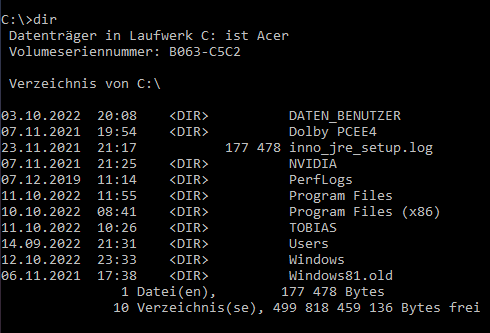 C:\>dir
Datenträger in Laufwerk C: ist Acer
Volumeseriennummer: B063-C5C2
Verzeichnis von C:\
03.10.2022  20:08    <DIR>          DATEN_BENUTZER
07.11.2021  19:54    <DIR>          Dolby PCEE4
23.11.2021  21:17           177 478 inno_jre_setup.log
07.11.2021  21:25    <DIR>          NVIDIA
07.12.2019  11:14    <DIR>          PerfLogs
11.10.2022  11:55    <DIR>          Program Files
10.10.2022  08:41    <DIR>          Program Files (x86)
11.10.2022  10:26    <DIR>          TOBIAS
14.09.2022  21:31    <DIR>          Users
12.10.2022  23:33    <DIR>          Windows
06.11.2021  17:38    <DIR>          Windows81.old
1 Datei(en),        177 478 Bytes
10 Verzeichnis(se), 499 818 459 136 Bytes frei